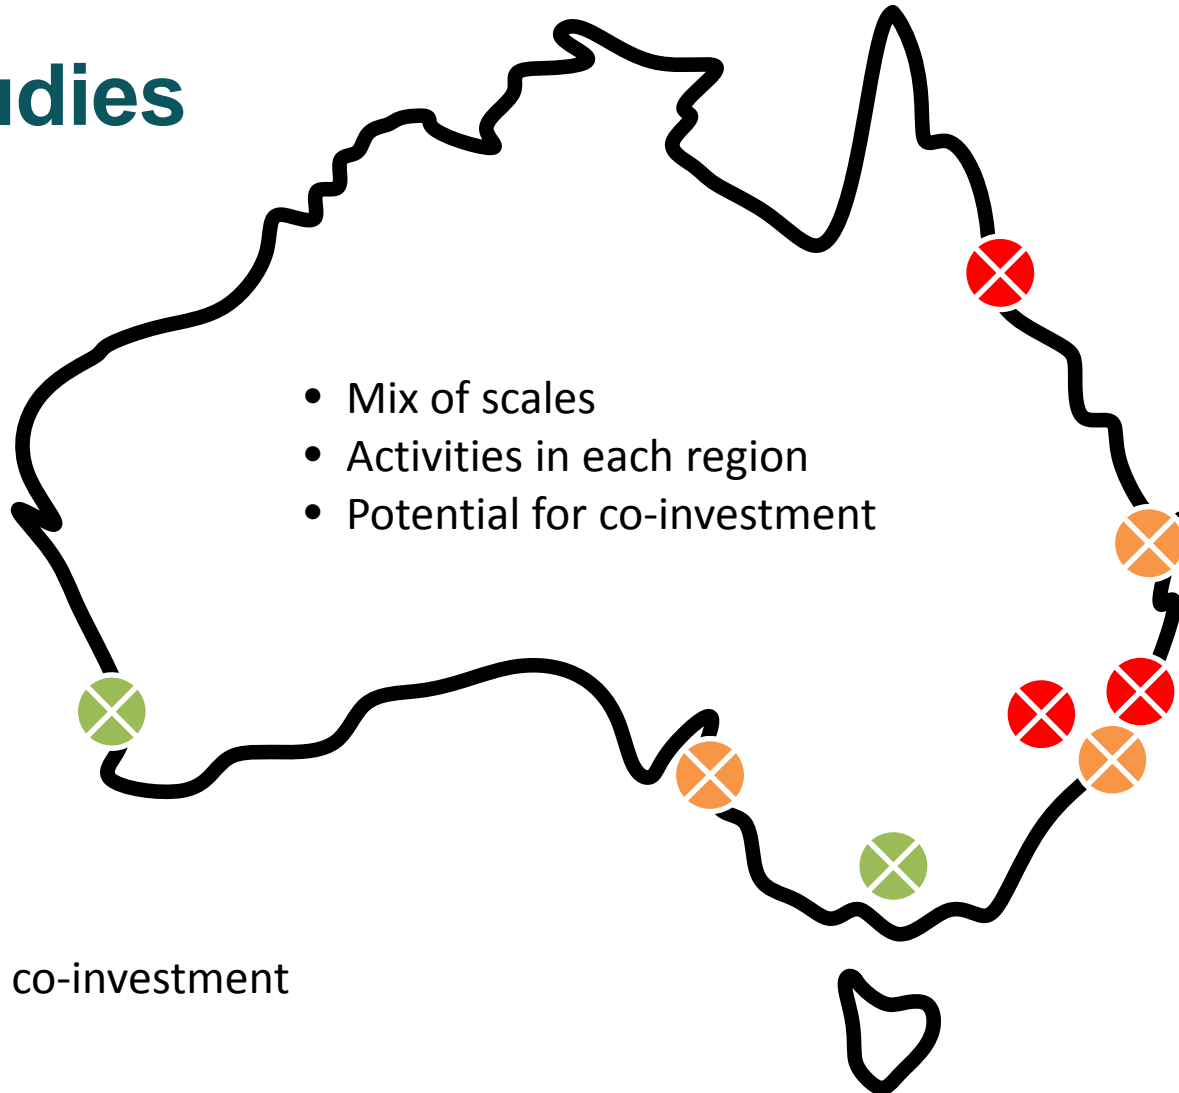 udies
• Mix of scales
• Activities in each region
• Potential for co-investment
co-investment